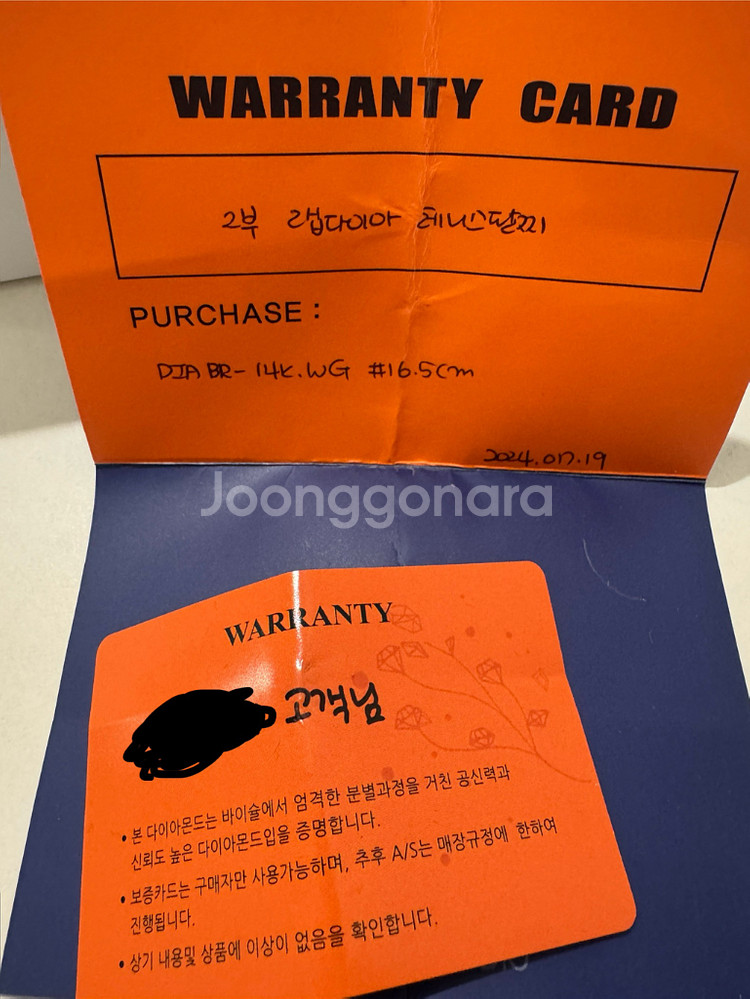 WARRANTY CARD
2부 랩다이아 테니스팔찌
PURCHASE :
DIA BR- 14K.WG #16.5cm
2024.07.19
Joonggonara
WARRANTY
고객님
• 본 다이아몬드는 바이슐에서 엄격한 분별과정을 거친 공신력과
신뢰도 높은 다이아몬드입을 증명합니다.
• 보증카드는 구매자만 사용가능하며, 추후 A/S는 매장규정에 한하여
진행됩니다.
• 상기 내용및 상품에 이상이 없음을 확인합니다.